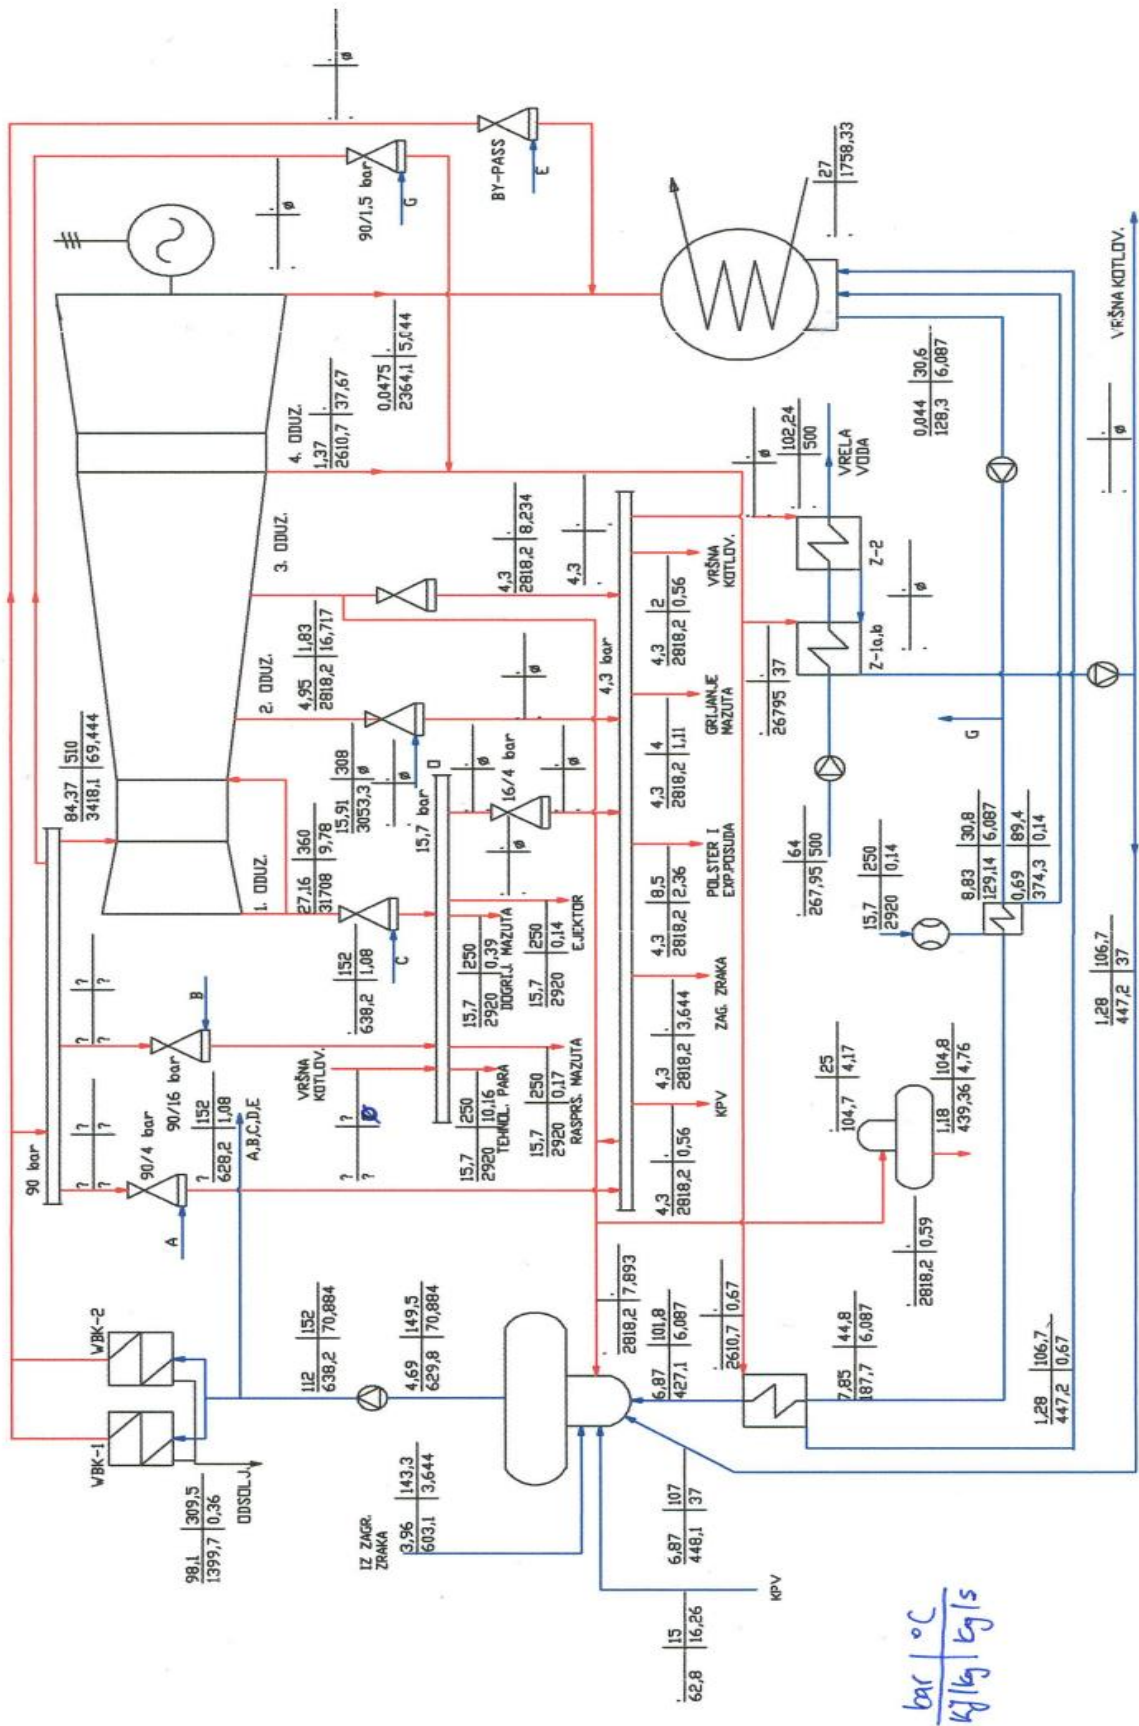 WBK-1
WBK-2
98,1 309,5
1399,7 0,36
ODSOLJ.
90 bar
? ?
? ?
? ?
? ?
A
90/4 bar
90/16 bar
B
? 152
628,2 1,08
A,B,C,D,E
84,37 510
3418,1 69,444
1. ODUZ.
27,16 360
31708 9,78
2. ODUZ.
4,95 1,83
2818,2 16,717
3. ODUZ.
4,3
2818,2 8,234
4. ODUZ.
1,37
2610,7 37,67
0,0475
2364,1 5,044
ø
ø
90/1,5 bar
G
BY-PASS
E
27
1758,33
VRŠNA
KOTLOV.
? ø
?
152
638,2 1,08
C
15,91 308
3053,3 ø
ø
15,7 bar
D
ø
16/4 bar
ø
ø
ø
15,7 250
2920 10,16
TEHNOL. PARA
15,7 250
2920 0,17
RASPRS. MAZUTA
15,7 250
2920 0,39
DOGRIJ. MAZUTA
15,7 250
2920 0,14
EJEKTOR
4,3 bar
4,3
4,3
2818,2 0,56
KPV
4,3
2818,2 3,644
ZAG. ZRAKA
4,3 8,5
2818,2 2,36
POLSTER I
EXP.POSUDA
4,3 4
2818,2 1,11
GRIJANJE
MAZUTA
4,3 2
2818,2 0,56
VRŠNA
KOTLOV.
ø
102,24
500
VRELA
VODA
Z-2
Z-1a,b
ø
26795 37
64
267,95 500
0,044 30,6
128,3 6,087
G
ø
VRŠNA KOTLOV.
112 152
638,2 70,884
4,69 149,5
629,8 70,884
IZ ZAGR.
ZRAKA
3,96 143,3
603,1 3,644
2818,2 7,893
6,87 101,8
427,1 6,087
2610,7 0,67
7,85 44,8
187,7 6,087
6,87 107
448,1 37
15
62,8 16,26
KPV
25
104,7 4,17
1,18 104,8
439,36 4,76
2818,2 0,59
15,7 250
2920 0,14
8,83 30,8
129,14 6,087
0,69 89,4
374,3 0,14
1,28 106,7
447,2 37
1,28 106,7
447,2 0,67
bar °C
kJ/kg kg/s